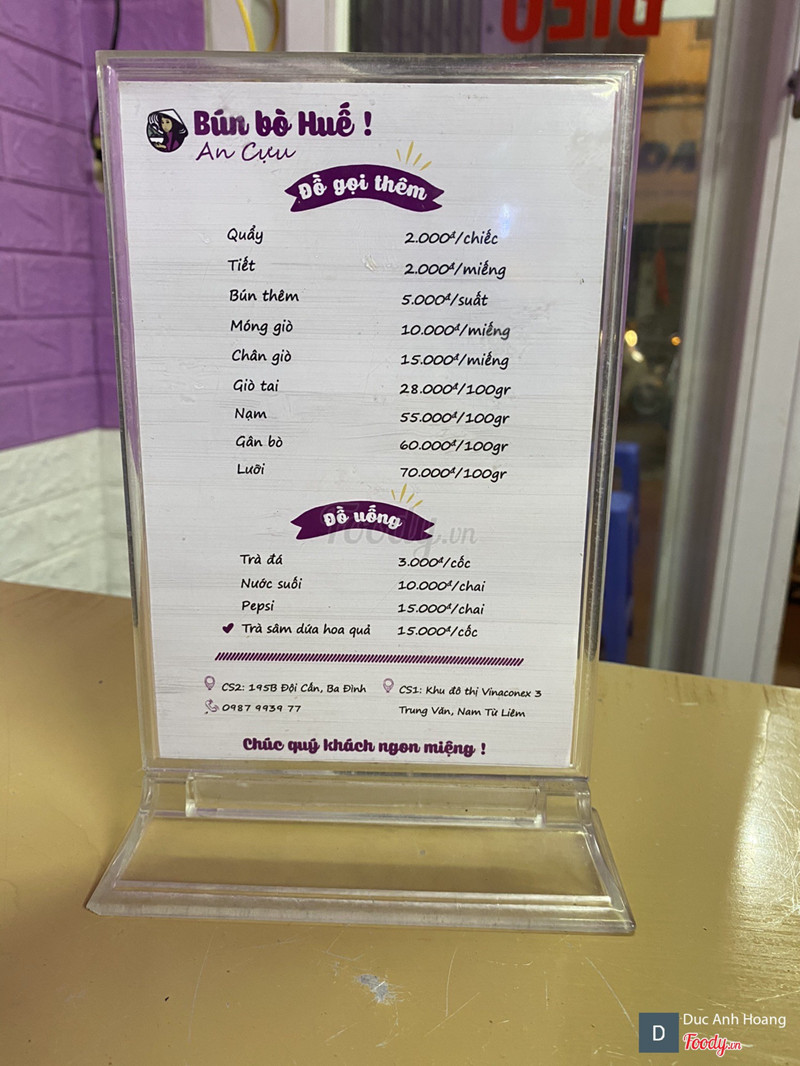 Bún bò Huế !
An Cựu
Đồ gọi thêm
Quẩy 2.000đ/chiếc
Tiết 2.000đ/miếng
Bún thêm 5.000đ/suất
Móng giò 10.000đ/miếng
Chân giò 15.000đ/miếng
Giò tai 28.000đ/100gr
Nạm 55.000đ/100gr
Gân bò 60.000đ/100gr
Lưỡi 70.000đ/100gr
Đồ uống
Foody.vn
Trà đá 3.000đ/cốc
Nước suối 10.000đ/chai
Pepsi 15.000đ/chai
Trà sâm dứa hoa quả 15.000đ/cốc
CS2: 195B Đội Cấn, Ba Đình
0987 9939 77
CS1: Khu đô thị Vinaconex 3
Trung Văn, Nam Từ Liêm
Chúc quý khách ngon miệng !
D Duc Anh Hoang
Foody.vn